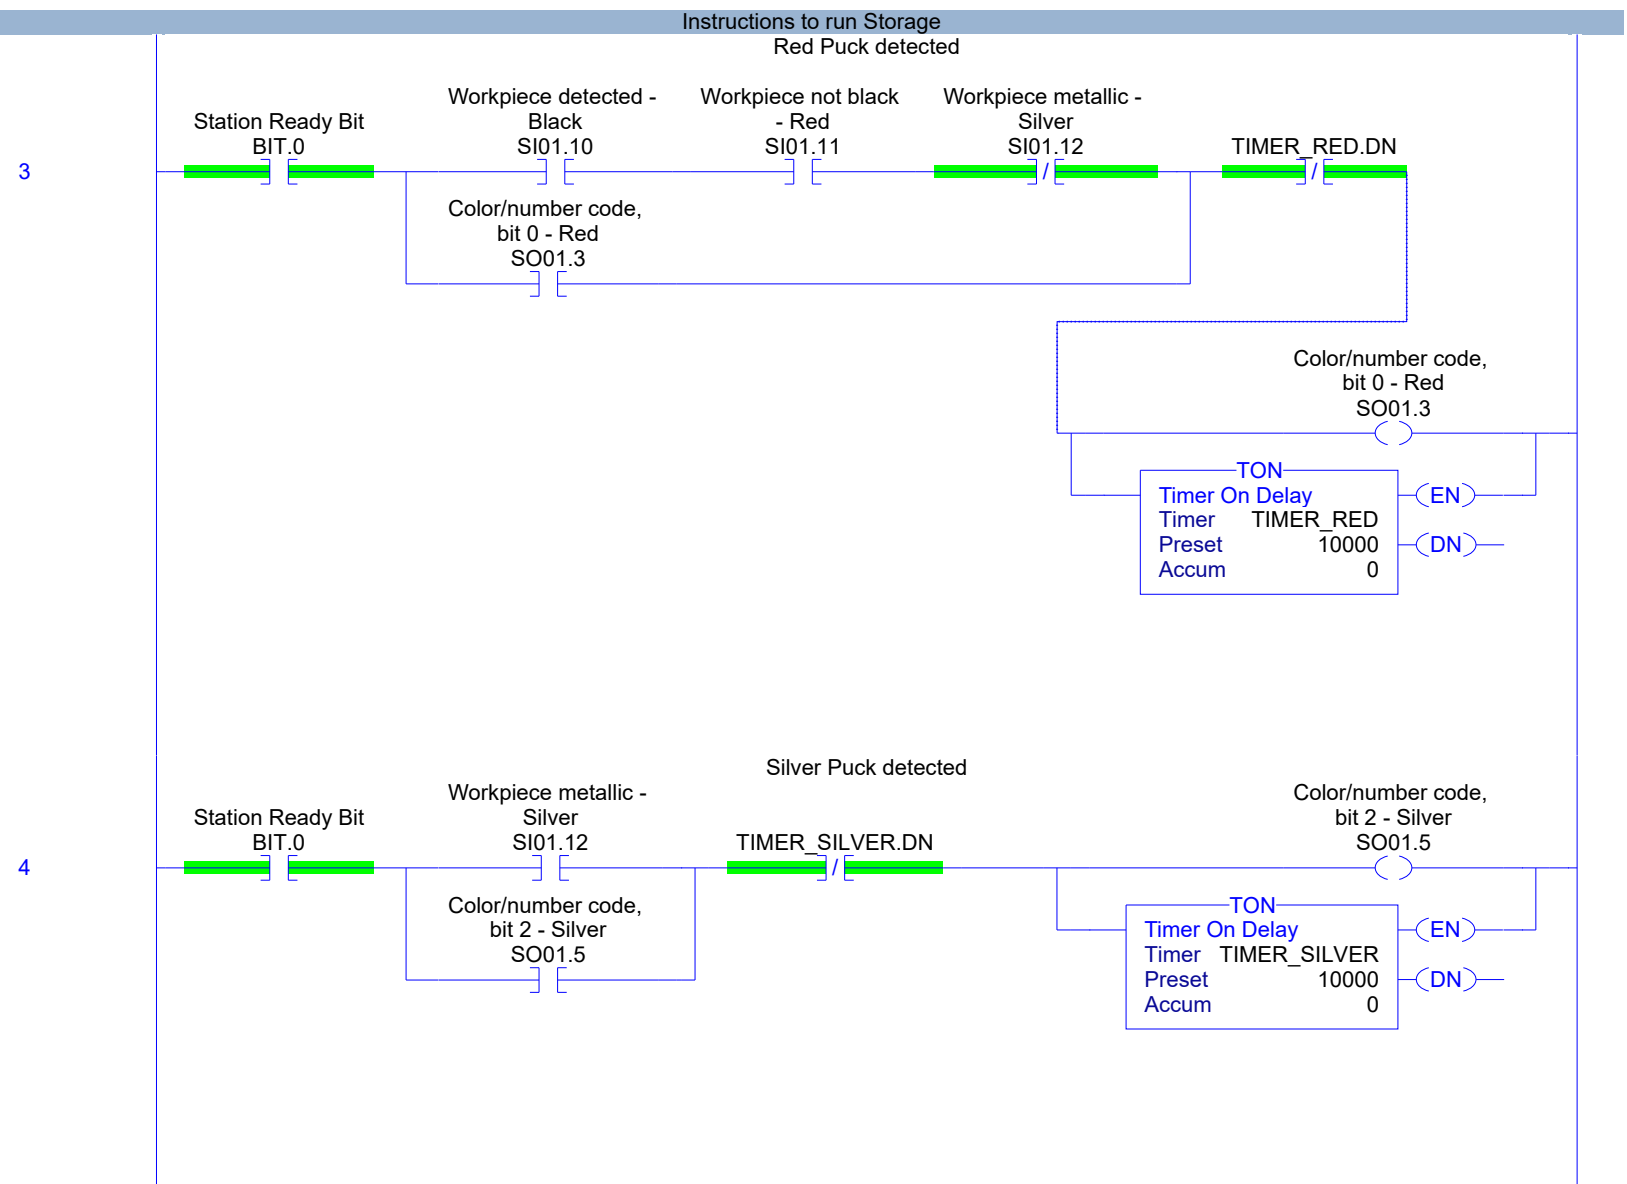 Instructions to run Storage
Red Puck detected
3
Station Ready Bit
BIT.0
Workpiece detected -
Black
SI01.10
Workpiece not black
- Red
SI01.11
Workpiece metallic -
Silver
SI01.12
/
TIMER_RED.DN
/
Color/number code,
bit 0 - Red
SO01.3
Color/number code,
bit 0 - Red
SO01.3
TON
Timer On Delay
Timer TIMER_RED
Preset 10000
Accum 0
EN
DN
Silver Puck detected
4
Station Ready Bit
BIT.0
Workpiece metallic -
Silver
SI01.12
TIMER_SILVER.DN
/
Color/number code,
bit 2 - Silver
SO01.5
Color/number code,
bit 2 - Silver
SO01.5
TON
Timer On Delay
Timer TIMER_SILVER
Preset 10000
Accum 0
EN
DN